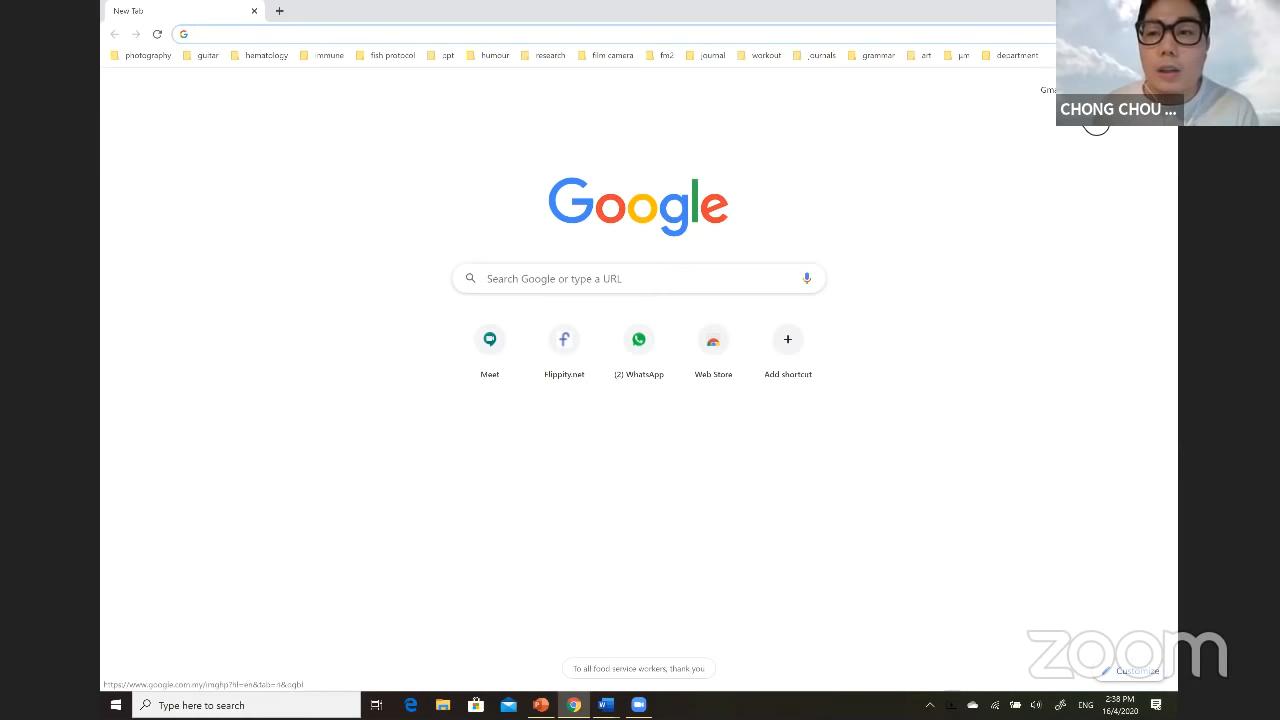 New Tab
photography guitar hematology immune fish protocol ppt humour research film camera fm2 journal workout journals grammar art µm department
CHONG CHOU ...
Google
Search Google or type a URL
Meet Flippity.net (2) WhatsApp Web Store Add shortcut
To all food service workers, thank you
zoom
Customize
https://www.google.com.my/imghp?hl=en&tab=ri&ogbl
Type here to search
ENG
2:38 PM
16/4/2020